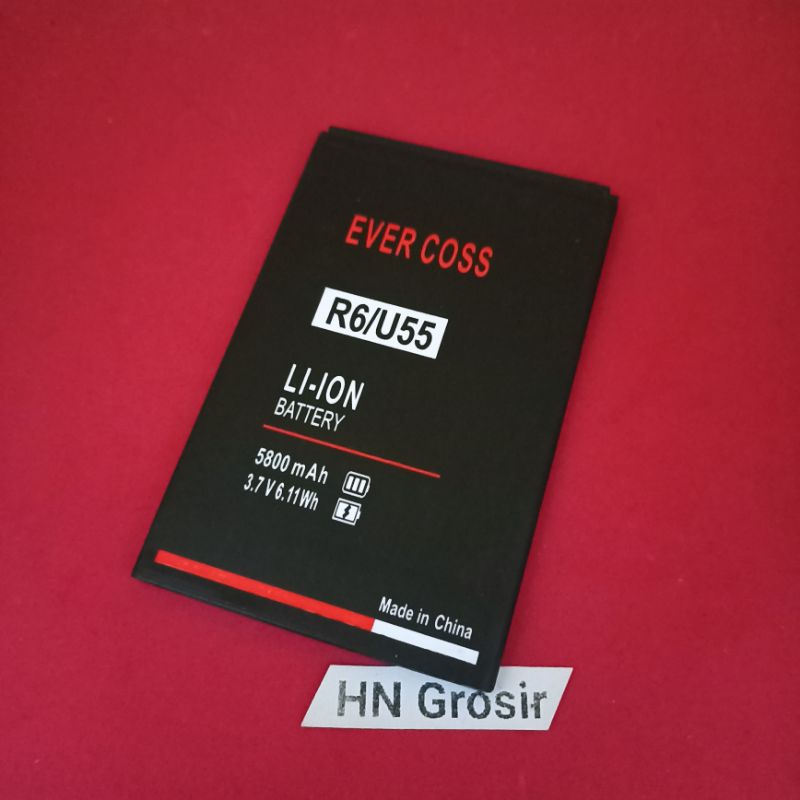 EVER COSS
R6/U55
LI-ION
BATTERY
5800 mAh
3.7 V 6.11Wh
Made in China
HN Grosir